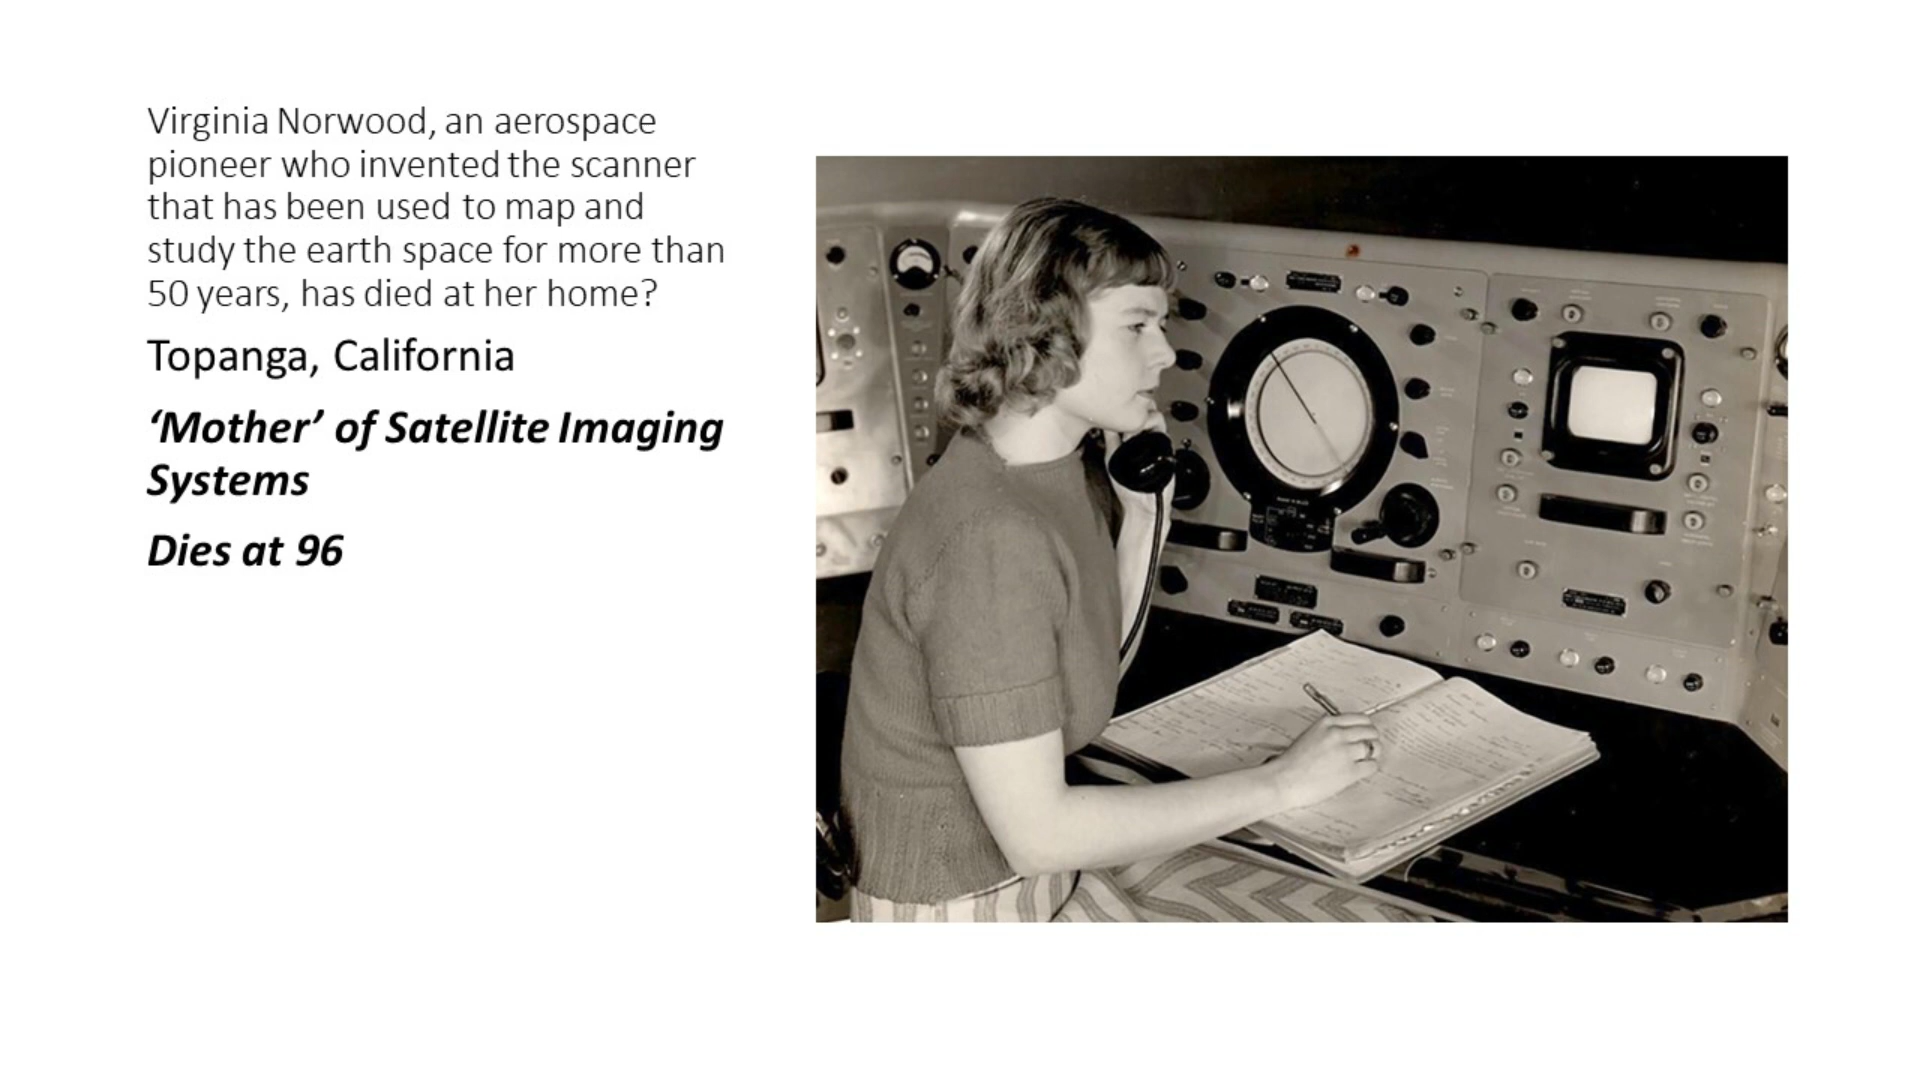 Virginia Norwood, an aerospace
pioneer who invented the scanner
that has been used to map and
study the earth space for more than
50 years, has died at her home?
Topanga, California
‘Mother’ of Satellite Imaging
Systems
Dies at 96